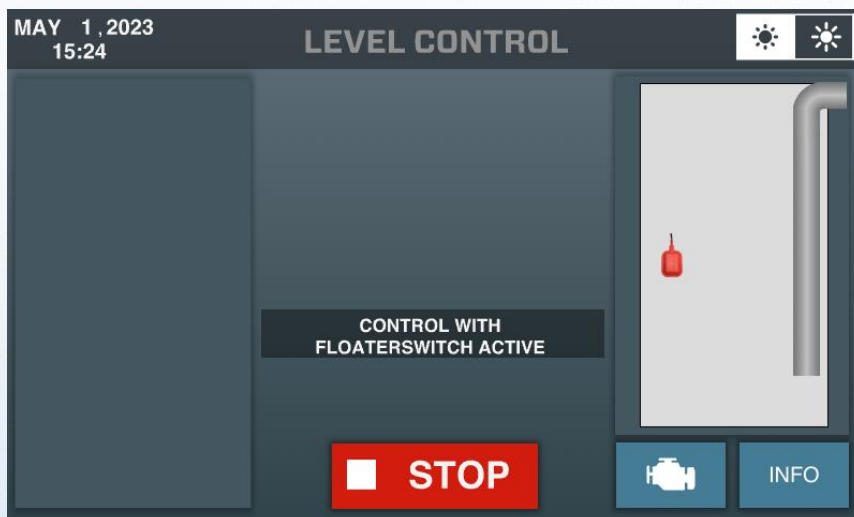 MAY 1,2023
15:24
LEVEL CONTROL
CONTROL WITH
FLOATERSWITCH ACTIVE
STOP
INFO